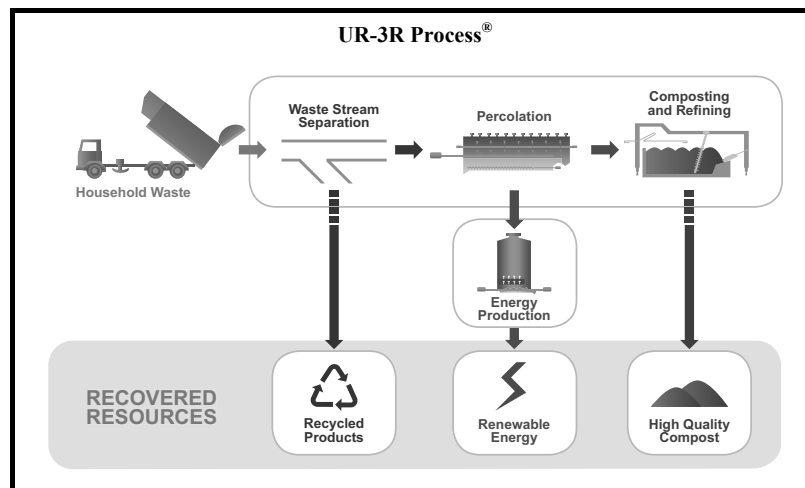 UR-3R Process®
Waste Stream
Separation
Percolation
Composting
and Refining
Household Waste
Energy
Production
RECOVERED
RESOURCES
Recycled
Products
Renewable
Energy
High Quality
Compost